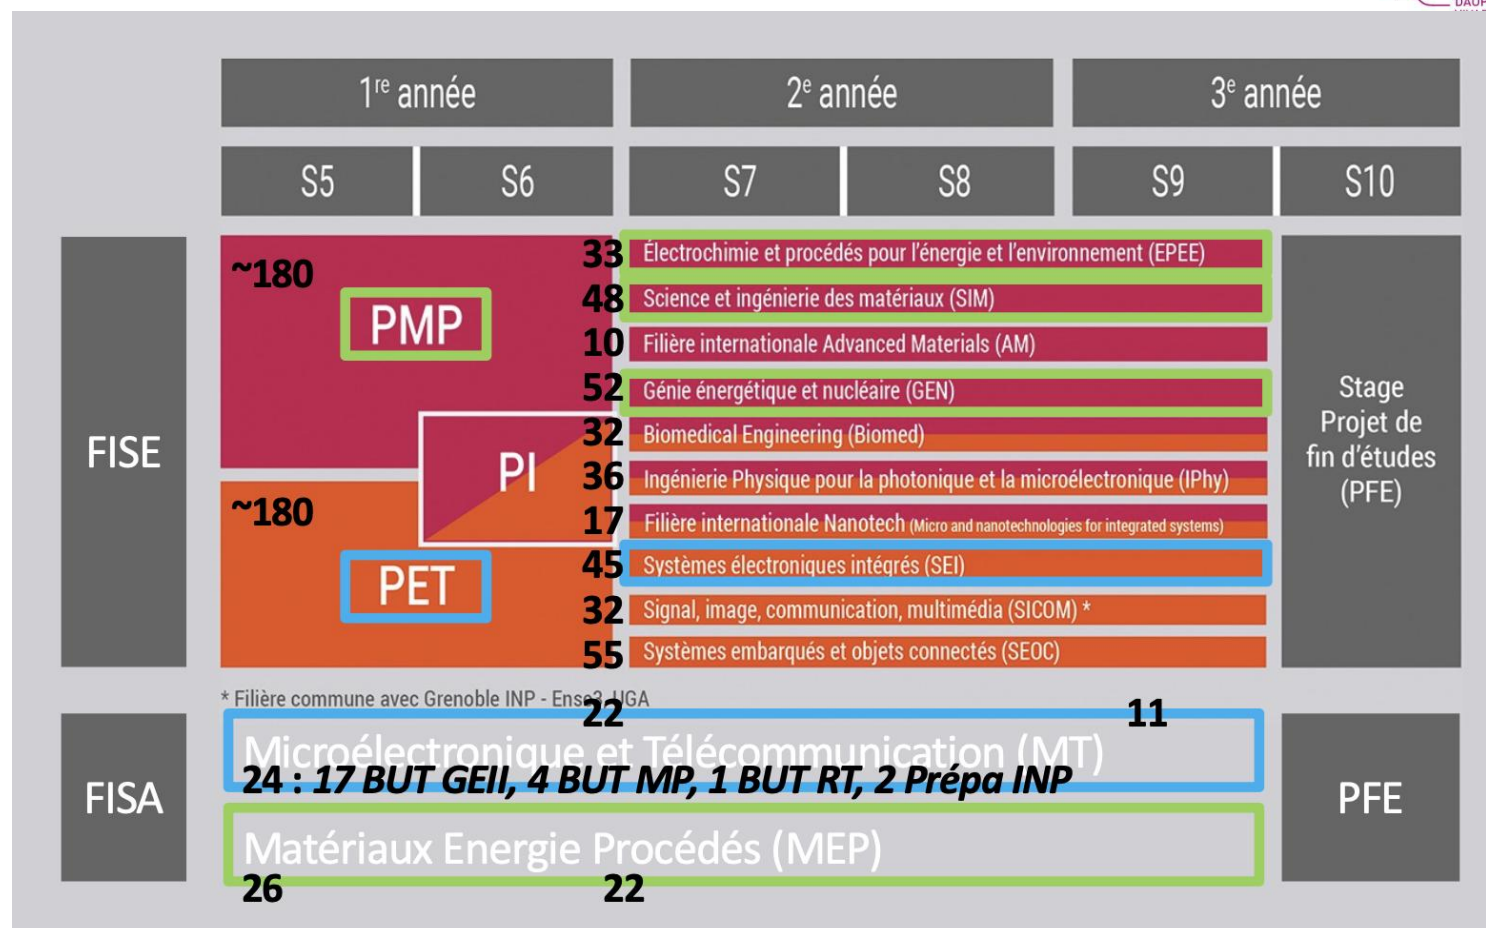 1re année
2e année
3e année
S5
S6
S7
S8
S9
S10
FISE
~180
PMP
PI
~180
PET
33 Électrochimie et procédés pour l'énergie et l'environnement (EPEE)
48 Science et ingénierie des matériaux (SIM)
10 Filière internationale Advanced Materials (AM)
52 Génie énergétique et nucléaire (GEN)
32 Biomedical Engineering (Biomed)
36 Ingénierie Physique pour la photonique et la microélectronique (IPhy)
17 Filière internationale Nanotech (Micro and nanotechnologies for integrated systems)
45 Systèmes électroniques intégrés (SEI)
32 Signal, image, communication, multimédia (SICOM) *
55 Systèmes embarqués et objets connectés (SEOC)
Stage
Projet de
fin d'études
(PFE)
* Filière commune avec Grenoble INP - Ense3, UGA
FISA
22
11
Microélectronique et Télécommunication (MT)
24 : 17 BUT GEII, 4 BUT MP, 1 BUT RT, 2 Prépa INP
Matériaux Energie Procédés (MEP)
26
22
PFE